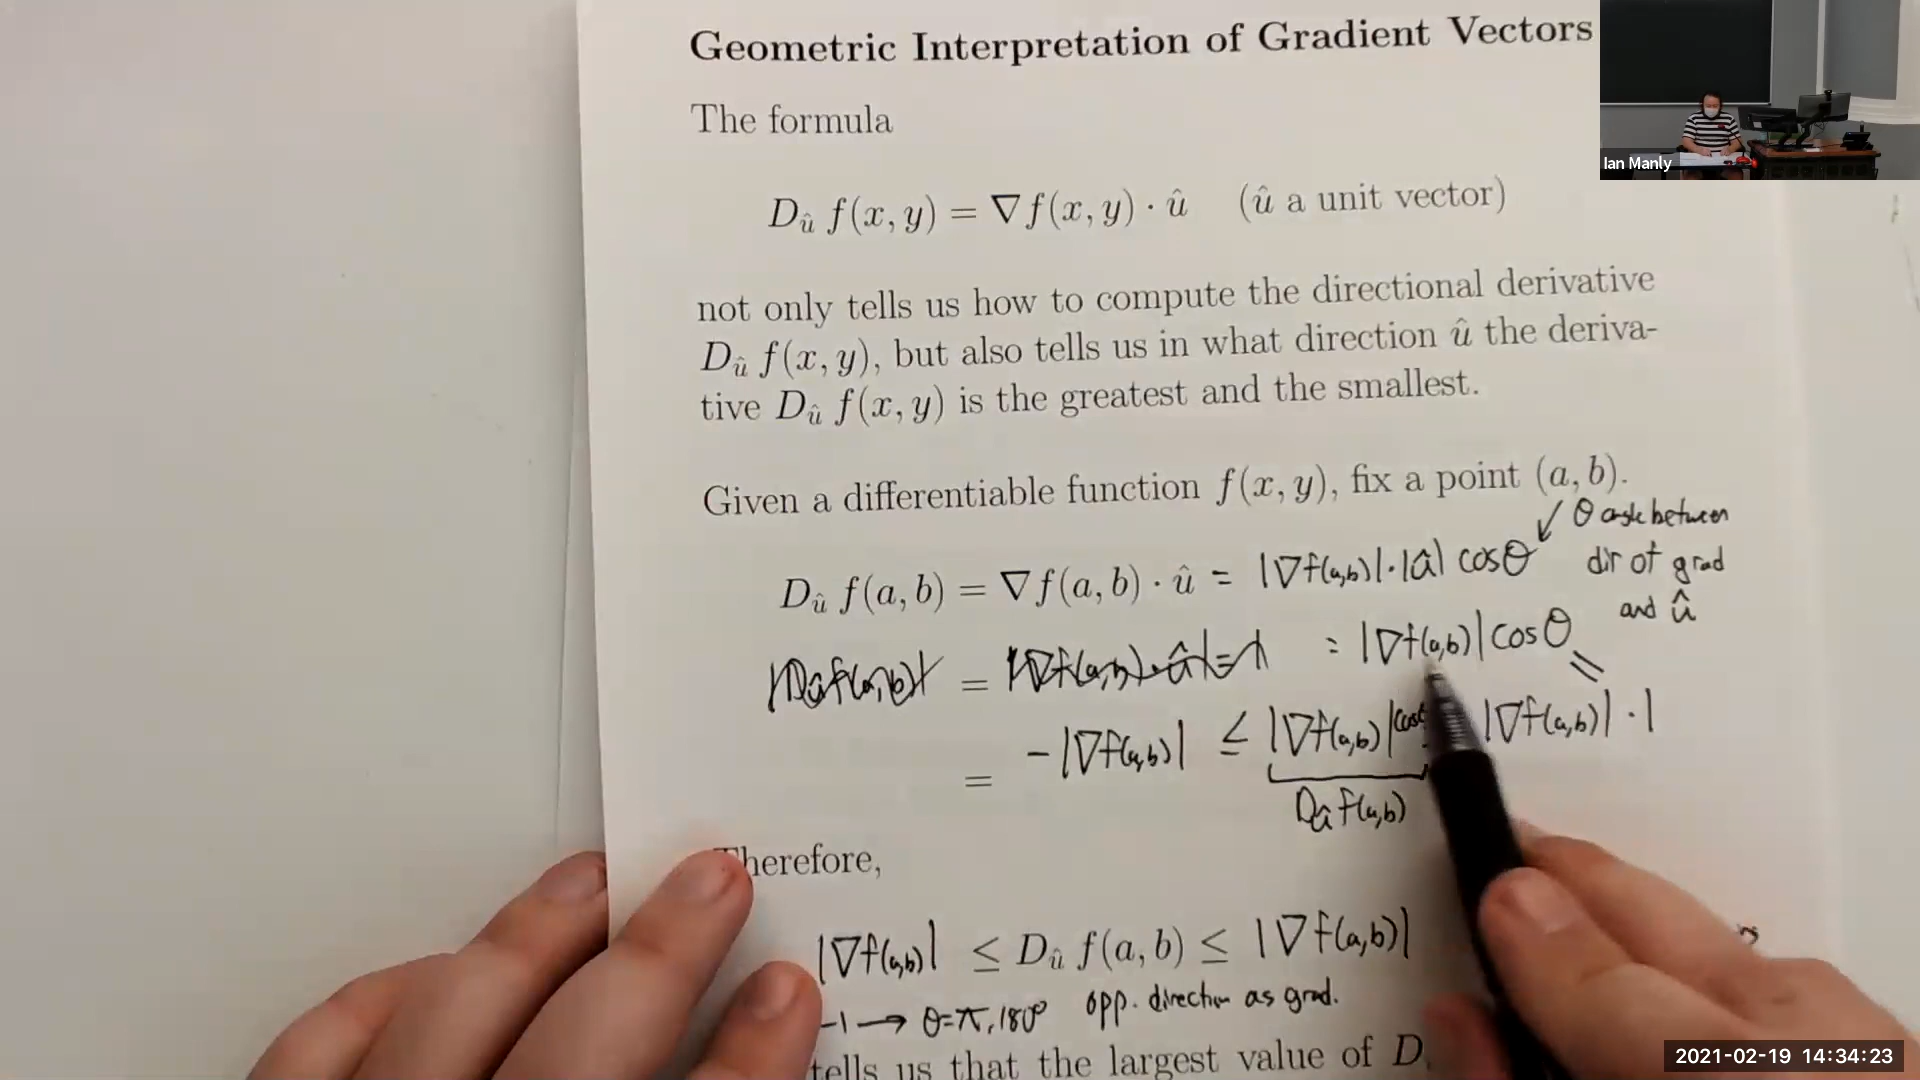 Geometric Interpretation of Gradient Vectors
Ian Manly
The formula
D_û f(x, y) = ∇f(x, y) · û (û a unit vector)
not only tells us how to compute the directional derivative
D_û f(x, y), but also tells us in what direction û the deriva-
tive D_û f(x, y) is the greatest and the smallest.
Given a differentiable function f(x, y), fix a point (a, b).
↙ θ angle between
dir of grad
and û
D_û f(a, b) = ∇f(a, b) · û = |∇f(a,b)|·|û| cosθ
= |∇f(a,b)| cosθ
=
= -|∇f(a,b)| ≤ |∇f(a,b)| |∇f(a,b)| · 1
D_û f(a,b)
Therefore,
|∇f(a,b)| ≤ D_û f(a, b) ≤ |∇f(a,b)|
-1 → θ=π, 180° opp. direction as grad.
tells us that the largest value of D
2021-02-19 14:34:23